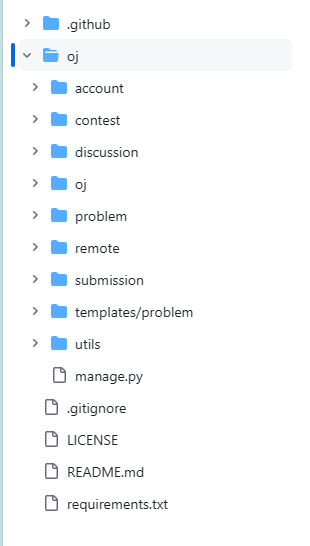 .github
oj
account
contest
discussion
oj
problem
remote
submission
templates/problem
utils
manage.py
.gitignore
LICENSE
README.md
requirements.txt